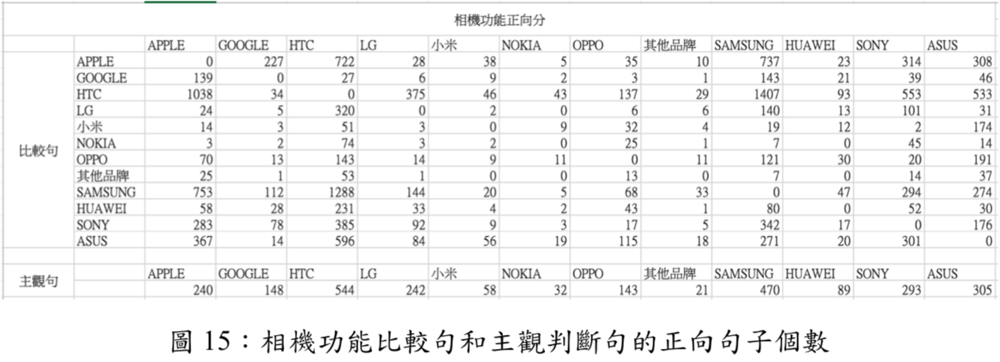 相機功能正向分
APPLE GOOGLE HTC LG 小米 NOKIA OPPO 其他品牌 SAMSUNG HUAWEI SONY ASUS
APPLE 0 227 722 28 38 5 35 10 737 23 314 308
GOOGLE 139 0 27 6 9 2 3 1 143 21 39 46
HTC 1038 34 0 375 46 43 137 29 1407 93 553 533
LG 24 5 320 0 2 0 6 6 140 13 101 31
小米 14 3 51 3 0 9 32 4 19 12 2 174
比較句 NOKIA 3 2 74 3 2 0 25 1 7 0 45 14
OPPO 70 13 143 14 9 11 0 11 121 30 20 191
其他品牌 25 1 53 1 0 0 13 0 7 0 14 37
SAMSUNG 753 112 1288 144 20 5 68 33 0 47 294 274
HUAWEI 58 28 231 33 4 2 43 1 80 0 52 30
SONY 283 78 385 92 9 3 17 5 342 17 0 176
ASUS 367 14 596 84 56 19 115 18 271 20 301 0
主觀句 APPLE GOOGLE HTC LG 小米 NOKIA OPPO 其他品牌 SAMSUNG HUAWEI SONY ASUS
240 148 544 242 58 32 143 21 470 89 293 305
圖 15：相機功能比較句和主觀判斷句的正向句子個數